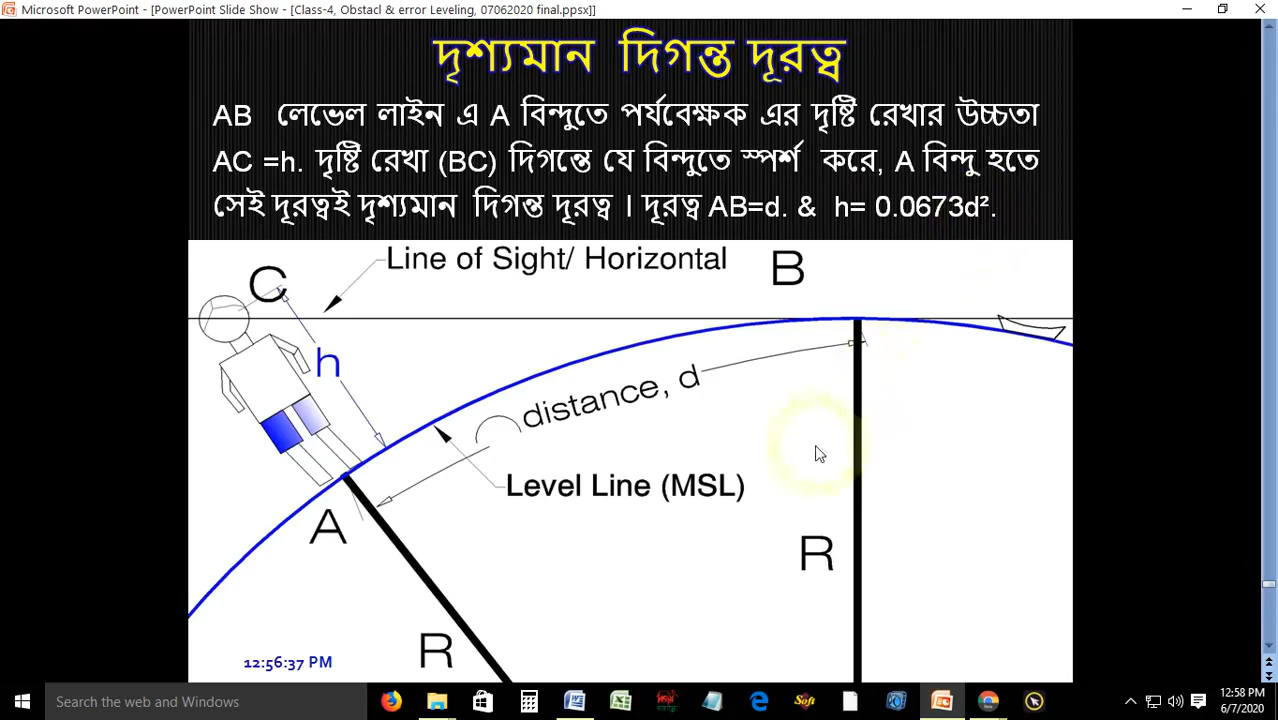 Microsoft PowerPoint - [PowerPoint Slide Show - [Class-4, Obstacl & error Leveling, 07062020 final.ppsx]]
দৃশ্যমান দিগন্ত দূরত্ব
AB লেভেল লাইন এ A বিন্দুতে পর্যবেক্ষক এর দৃষ্টি রেখার উচ্চতা
AC =h. দৃষ্টি রেখা (BC) দিগন্তে যে বিন্দুতে স্পর্শ করে, A বিন্দু হতে
সেই দূরত্বই দৃশ্যমান দিগন্ত দূরত্ব । দূরত্ব AB=d. & h= 0.0673d².
Line of Sight/ Horizontal
B
C
h
distance, d
Level Line (MSL)
A
R
R
12:56:37 PM
Search the web and Windows
Soft
12:58 PM
6/7/2020